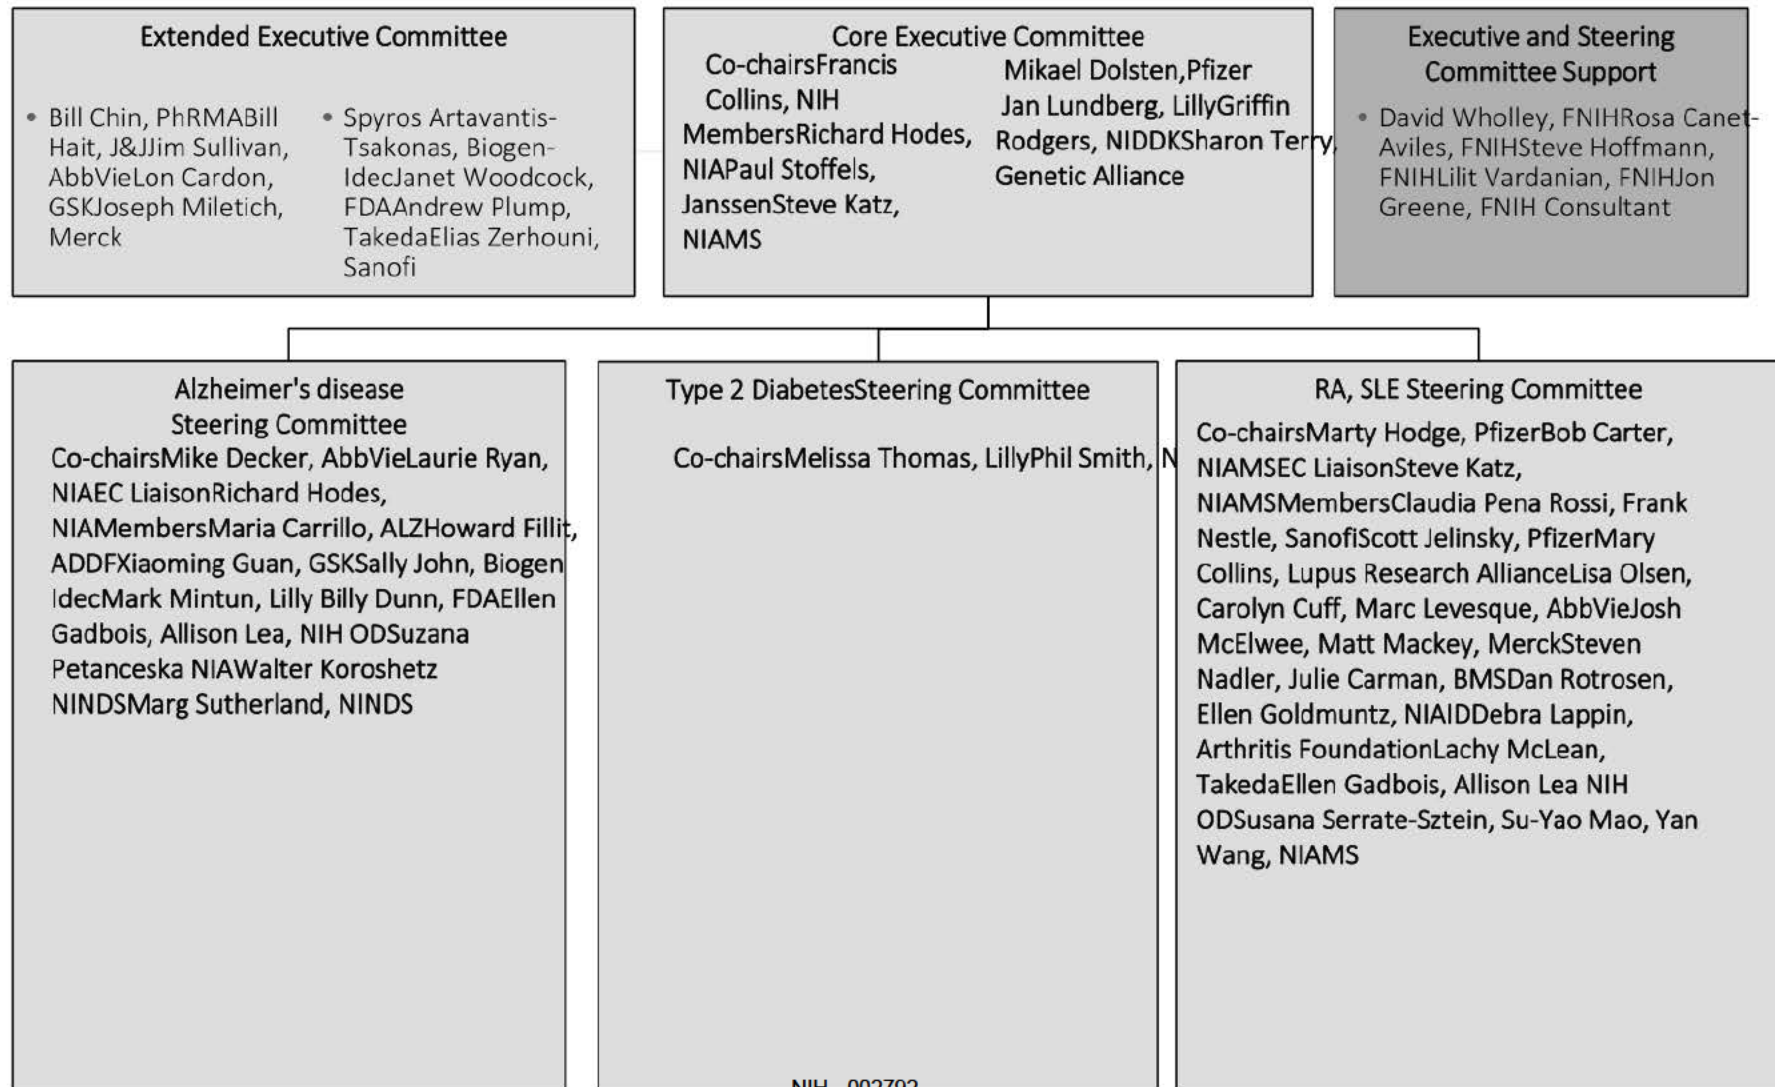 Extended Executive Committee
• Bill Chin, PhRMABill
Hait, J&JJim Sullivan,
AbbVieLon Cardon,
GSKJoseph Miletich,
Merck
• Spyros Artavantis-
Tsakonas, Biogen-
IdecJanet Woodcock,
FDAAndrew Plump,
TakedaElias Zerhouni,
Sanofi
Core Executive Committee
Co-chairsFrancis
Collins, NIH
MembersRichard Hodes,
NIAPaul Stoffels,
JanssenSteve Katz,
NIAMS
Mikael Dolsten,Pfizer
Jan Lundberg, LillyGriffin
Rodgers, NIDDKSharon Terry,
Genetic Alliance
Executive and Steering
Committee Support
• David Wholley, FNIHRosa Canet-
Aviles, FNIHSteve Hoffmann,
FNIHLilit Vardanian, FNIHJon
Greene, FNIH Consultant
Alzheimer's disease
Steering Committee
Co-chairsMike Decker, AbbVieLaurie Ryan,
NIAEC LiaisonRichard Hodes,
NIAMembersMaria Carrillo, ALZHoward Fillit,
ADDFXiaoming Guan, GSKSally John, Biogen
IdecMark Mintun, Lilly Billy Dunn, FDAEllen
Gadbois, Allison Lea, NIH ODSuzana
Petanceska NIAWalter Koroshetz
NINDSMarg Sutherland, NINDS
Type 2 DiabetesSteering Committee
Co-chairsMelissa Thomas, LillyPhil Smith, N
RA, SLE Steering Committee
Co-chairsMarty Hodge, PfizerBob Carter,
NIAMSEC LiaisonSteve Katz,
NIAMSMembersClaudia Pena Rossi, Frank
Nestle, SanofiScott Jelinsky, PfizerMary
Collins, Lupus Research AllianceLisa Olsen,
Carolyn Cuff, Marc Levesque, AbbVieJosh
McElwee, Matt Mackey, MerckSteven
Nadler, Julie Carman, BMSDan Rotrosen,
Ellen Goldmuntz, NIAIDDebra Lappin,
Arthritis FoundationLachy McLean,
TakedaEllen Gadbois, Allison Lea NIH
ODSusana Serrate-Sztein, Su-Yao Mao, Yan
Wang, NIAMS